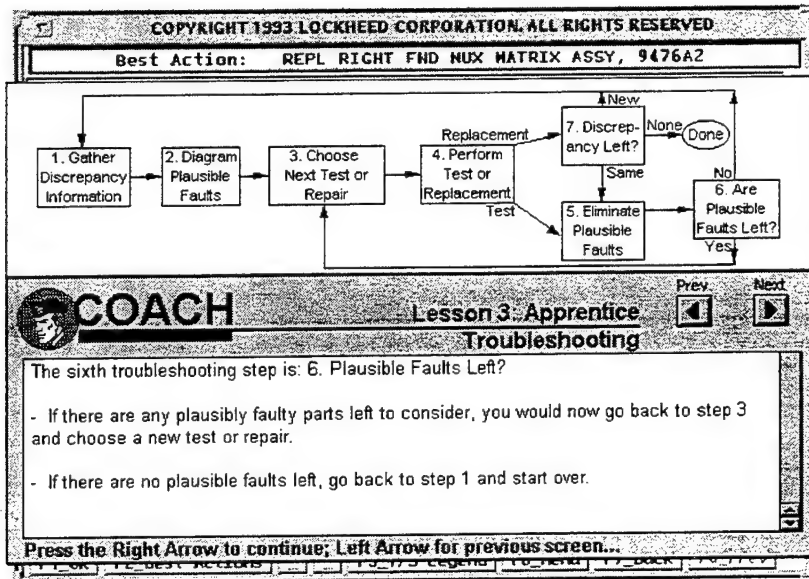 COPYRIGHT 1993 LOCKHEED CORPORATION, ALL RIGHTS RESERVED
Best Action: REPL RIGHT FWD MUX MATRIX ASSY, 9476A2
1. Gather
Discrepancy
Information
2. Diagram
Plausible
Faults
3. Choose
Next Test or
Repair
4. Perform
Test or
Replacement
Replacement
Test
New
7. Discrep-
ancy Left?
None
Done
Same
5. Eliminate
Plausible
Faults
No
6. Are
Plausible
Faults Left?
Yes
COACH
Lesson 3: Apprentice
Troubleshooting
Prev
Next
The sixth troubleshooting step is: 6. Plausible Faults Left?
- If there are any plausibly faulty parts left to consider, you would now go back to step 3
and choose a new test or repair.
- If there are no plausible faults left, go back to step 1 and start over.
Press the Right Arrow to continue; Left Arrow for previous screen...